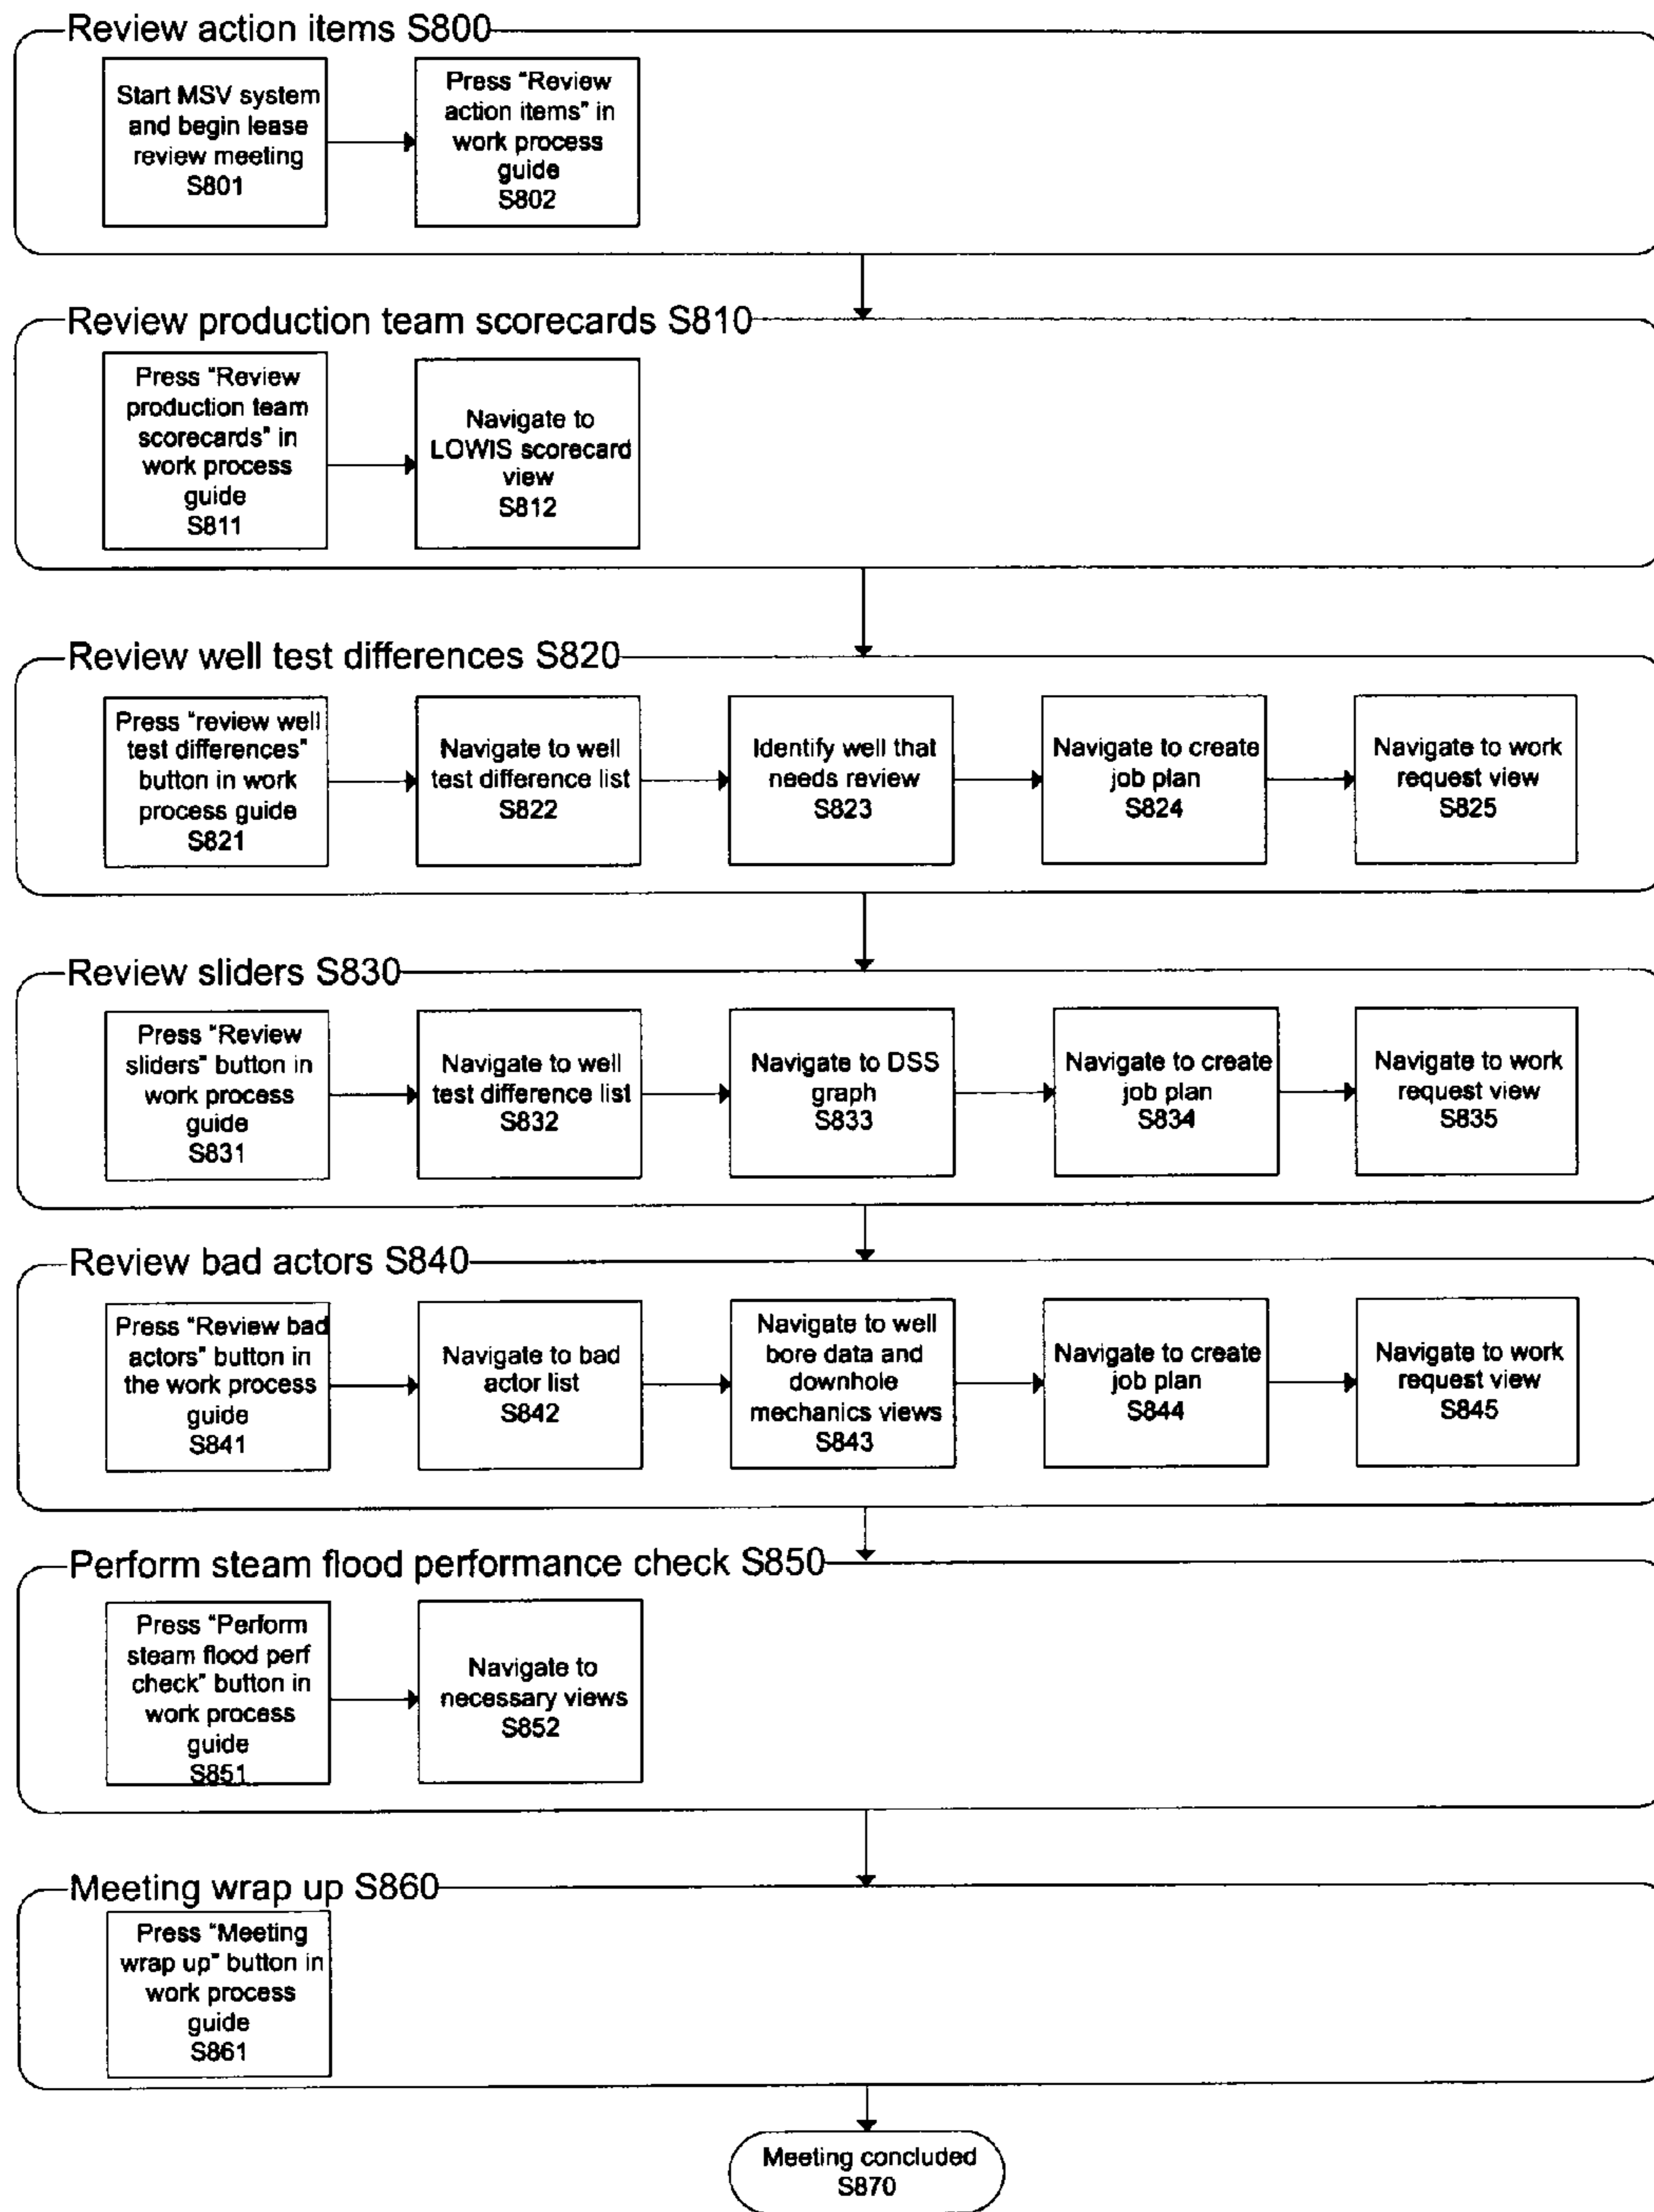 Review action items S800
Start MSV system
and begin lease
review meeting
S801
Press "Review
action items" in
work process
guide
S802
Review production team scorecards S810
Press "Review
production team
scorecards" in
work process
guide
S811
Navigate to
LOWIS scorecard
view
S812
Review well test differences S820
Press "review well
test differences"
button in work
process guide
S821
Navigate to well
test difference list
S822
Identify well that
needs review
S823
Navigate to create
job plan
S824
Navigate to work
request view
S825
Review sliders S830
Press "Review
sliders" button in
work process
guide
S831
Navigate to well
test difference list
S832
Navigate to DSS
graph
S833
Navigate to create
job plan
S834
Navigate to work
request view
S835
Review bad actors S840
Press "Review bad
actors" button in
the work process
guide
S841
Navigate to bad
actor list
S842
Navigate to well
bore data and
downhole
mechanics views
S843
Navigate to create
job plan
S844
Navigate to work
request view
S845
Perform steam flood performance check S850
Press "Perform
steam flood perf
check" button in
work process
guide
S851
Navigate to
necessary views
S852
Meeting wrap up S860
Press "Meeting
wrap up" button in
work process
guide
S861
Meeting concluded
S870